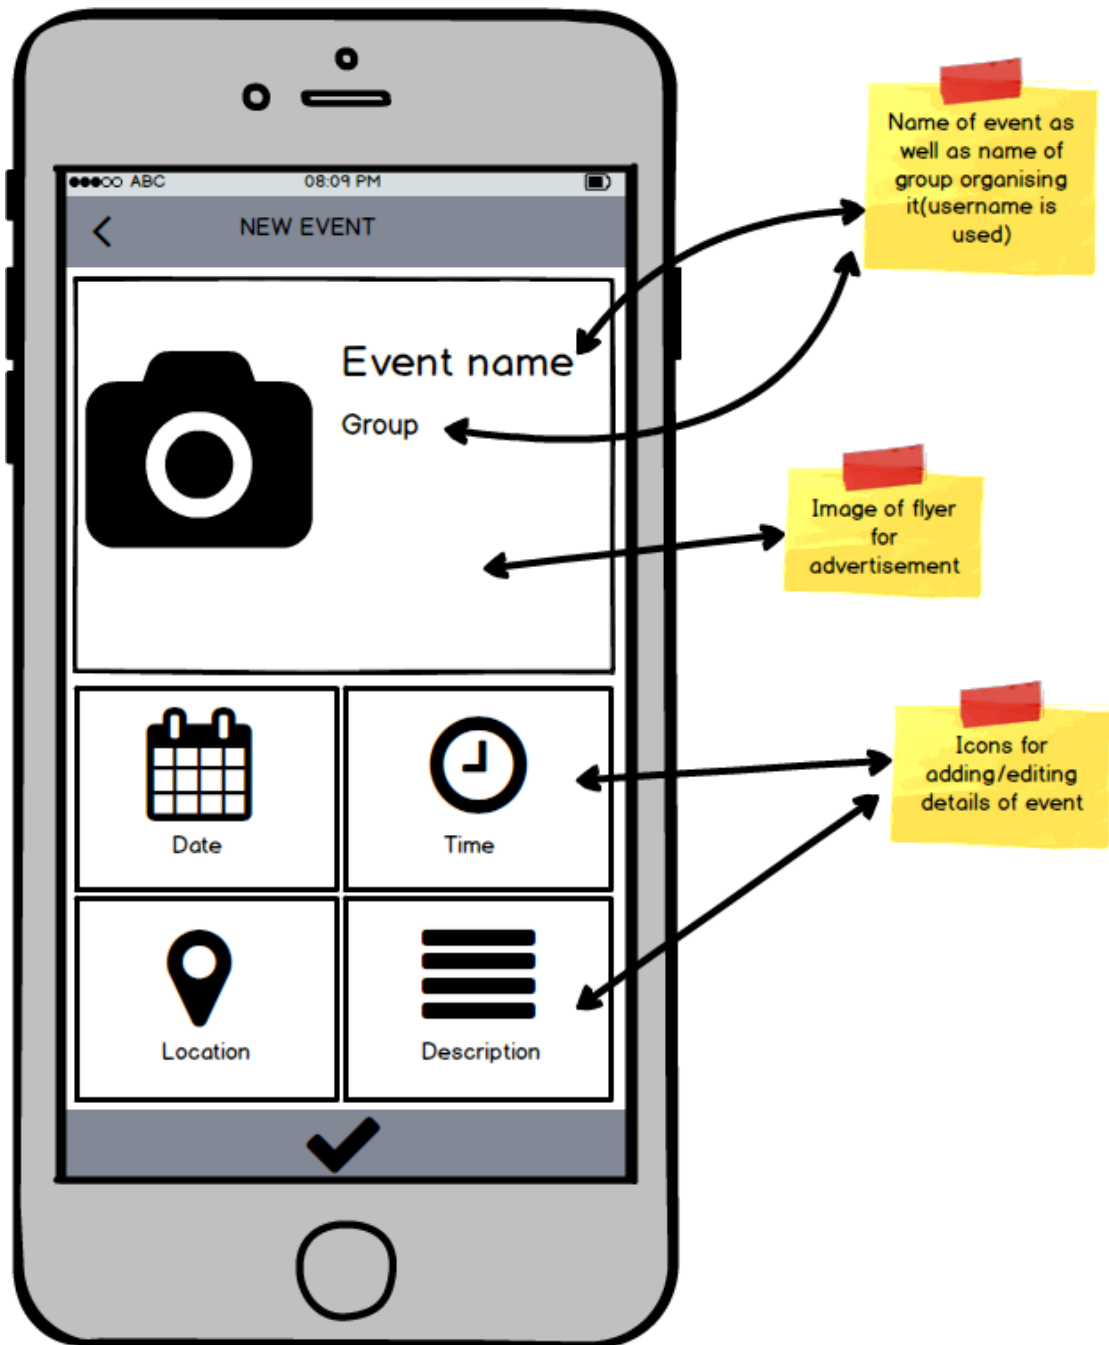 ABC 08:09 PM
NEW EVENT
Event name
Group
Date
Time
Location
Description
Name of event as
well as name of
group organising
it(username is
used)
Image of flyer
for
advertisement
Icons for
adding/editing
details of event